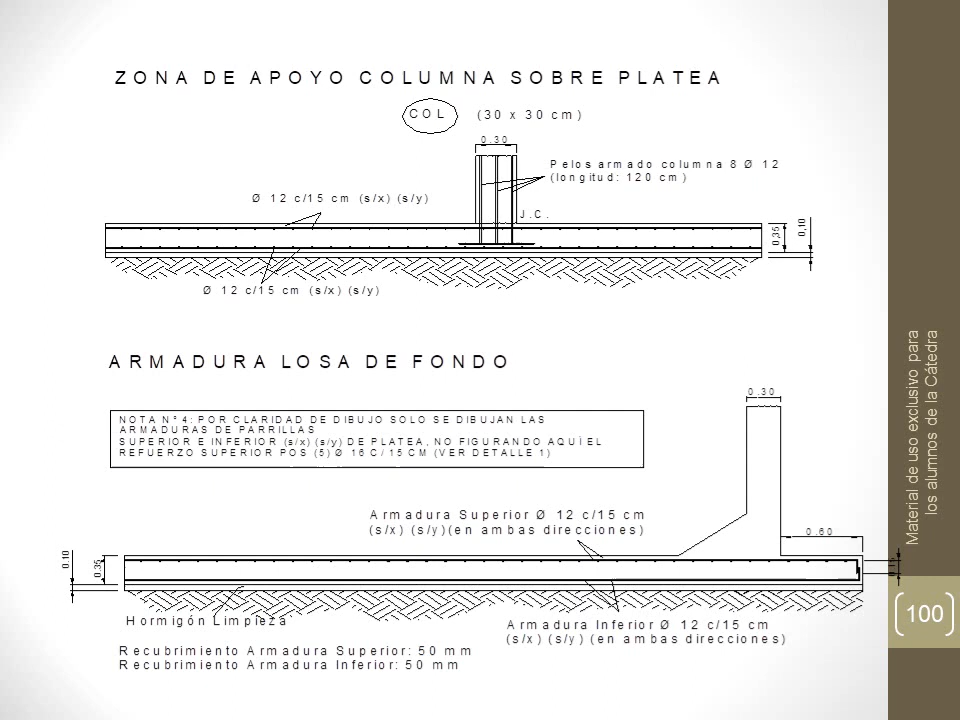 ZONA DE APOYO COLUMNA SOBRE PLATEA
COL (30 x 30 cm)
0.30
Pelos armado columna 8 Ø 12
(longitud: 120 cm)
Ø 12 c/15 cm (s/x) (s/y)
J.C.
0,35
0,10
Ø 12 c/15 cm (s/x) (s/y)
ARMADURA LOSA DE FONDO
0.30
NOTA N°4: POR CLARIDAD DE DIBUJO SOLO SE DIBUJAN LAS
ARMADURAS DE PARRILLAS
SUPERIOR E INFERIOR (s/x) (s/y) DE PLATEA, NO FIGURANDO AQUÌ EL
REFUERZO SUPERIOR POS (5) Ø 16 C/ 15 CM (VER DETALLE 1)
Armadura Superior Ø 12 c/15 cm
(s/x) (s/y)(en ambas direcciones)
0.60
0.10
0.35
Hormigón Limpieza
Armadura Inferior Ø 12 c/15 cm
(s/x) (s/y) (en ambas direcciones)
Recubrimiento Armadura Superior: 50 mm
Recubrimiento Armadura Inferior: 50 mm
Material de uso exclusivo para
los alumnos de la Cátedra
100